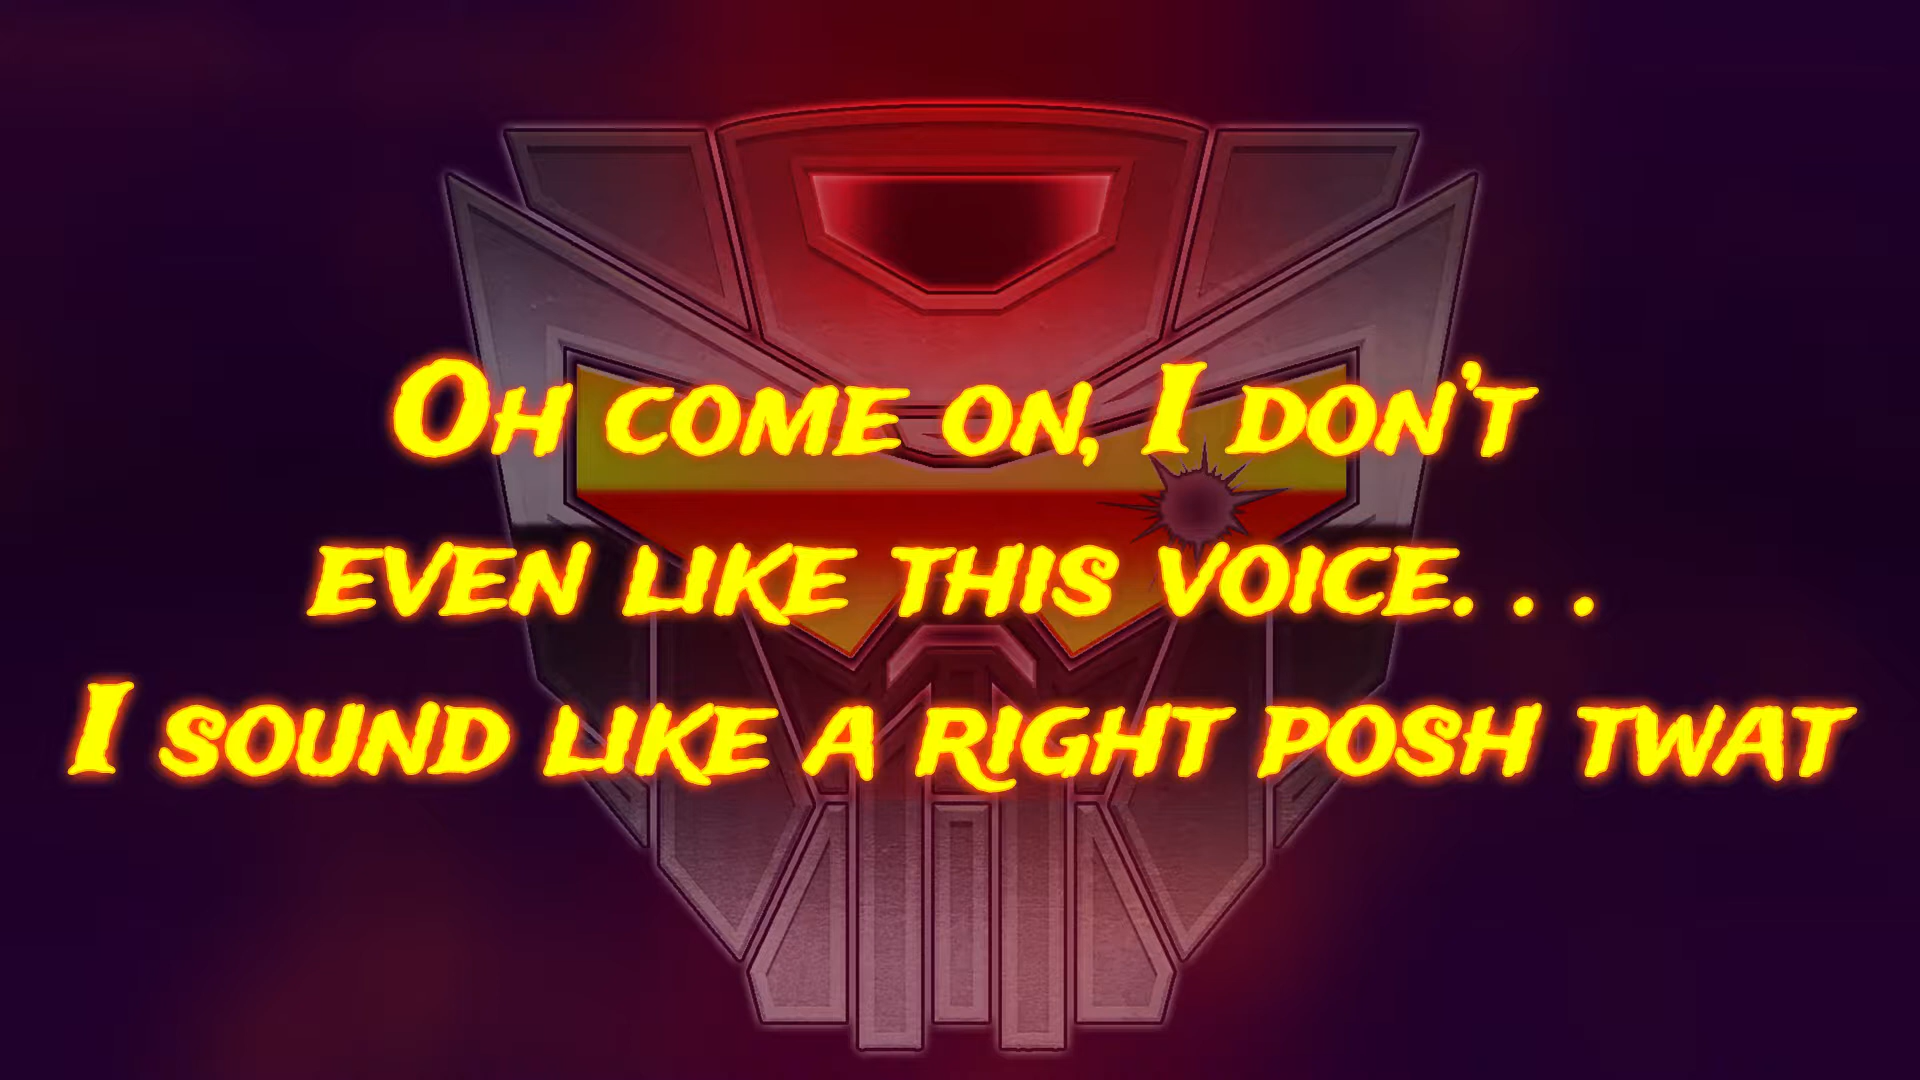 Oh come on, I don't
even like this voice. . .
I sound like a right posh twat